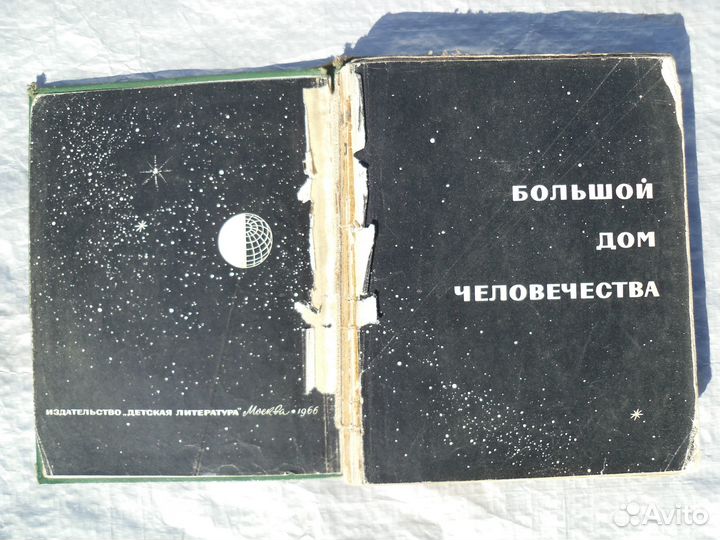 ИЗДАТЕЛЬСТВО „ДЕТСКАЯ ЛИТЕРАТУРА" Москва • 1966
БОЛЬШОЙ
ДОМ
ЧЕЛОВЕЧЕСТВА
Avito